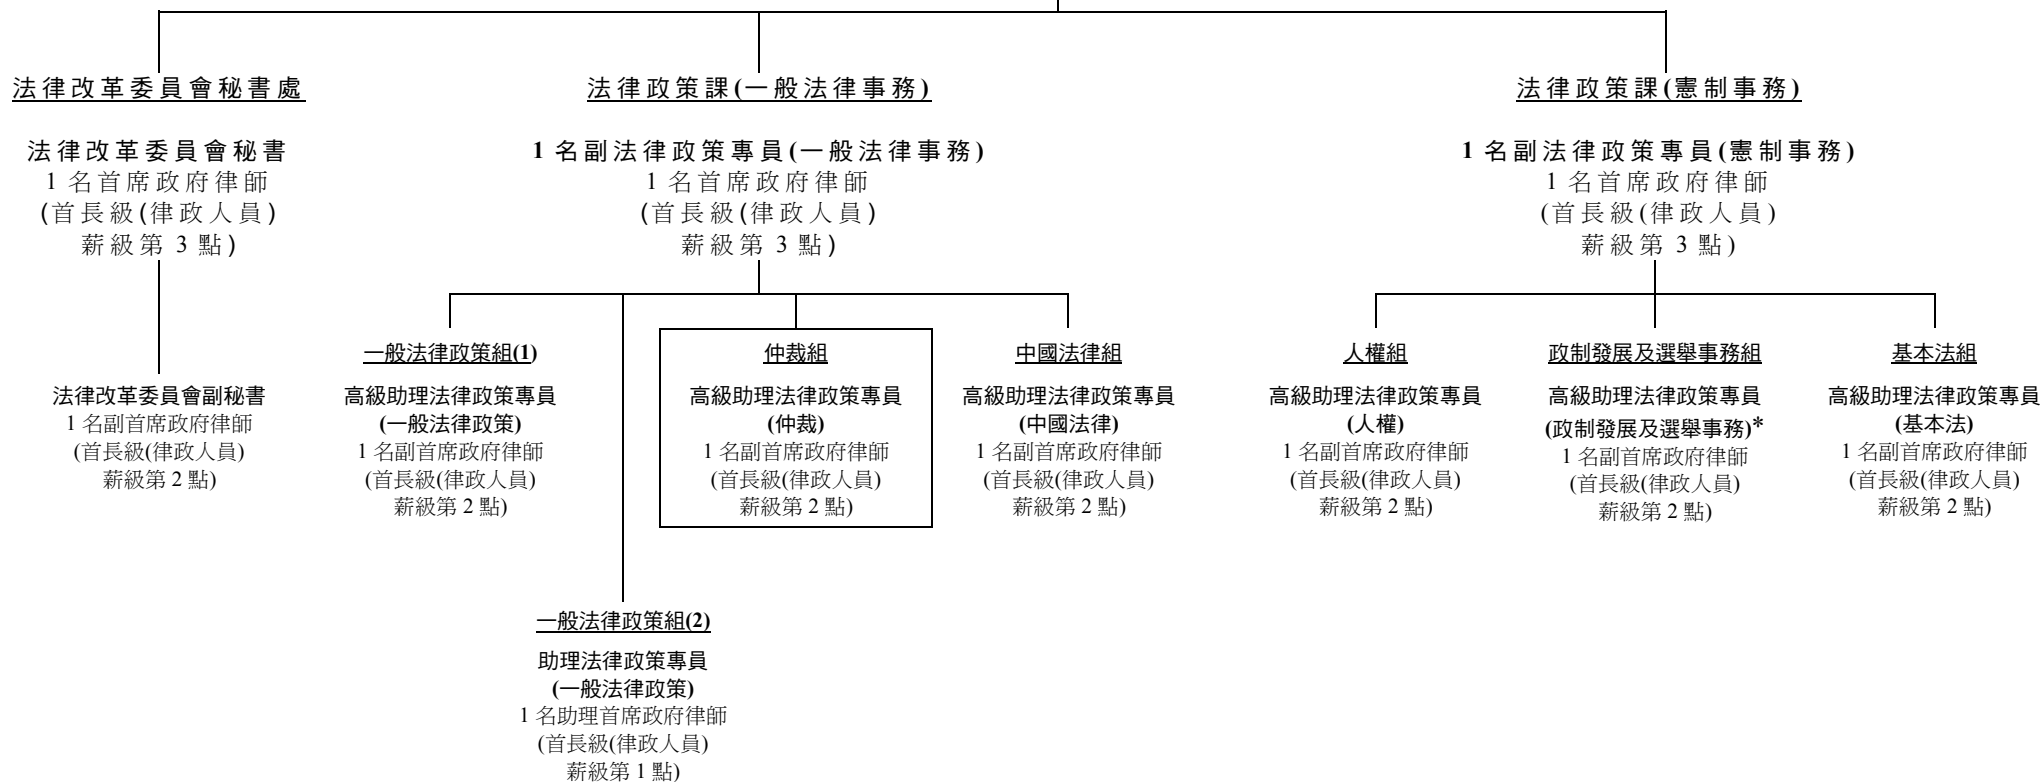 法律改革委員會秘書處
法律改革委員會秘書
1 名首席政府律師
(首長級(律政人員)
薪級第 3 點)
法律改革委員會副秘書
1 名副首席政府律師
(首長級(律政人員)
薪級第 2 點)
法律政策課(一般法律事務)
1 名副法律政策專員(一般法律事務)
1 名首席政府律師
(首長級(律政人員)
薪級第 3 點)
一般法律政策組(1)
高級助理法律政策專員
(一般法律政策)
1 名副首席政府律師
(首長級(律政人員)
薪級第 2 點)
一般法律政策組(2)
助理法律政策專員
(一般法律政策)
1 名助理首席政府律師
(首長級(律政人員)
薪級第 1 點)
仲裁組
高級助理法律政策專員
(仲裁)
1 名副首席政府律師
(首長級(律政人員)
薪級第 2 點)
中國法律組
高級助理法律政策專員
(中國法律)
1 名副首席政府律師
(首長級(律政人員)
薪級第 2 點)
法律政策課(憲制事務)
1 名副法律政策專員(憲制事務)
1 名首席政府律師
(首長級(律政人員)
薪級第 3 點)
人權組
高級助理法律政策專員
(人權)
1 名副首席政府律師
(首長級(律政人員)
薪級第 2 點)
政制發展及選舉事務組
高級助理法律政策專員
(政制發展及選舉事務)*
1 名副首席政府律師
(首長級(律政人員)
薪級第 2 點)
基本法組
高級助理法律政策專員
(基本法)
1 名副首席政府律師
(首長級(律政人員)
薪級第 2 點)